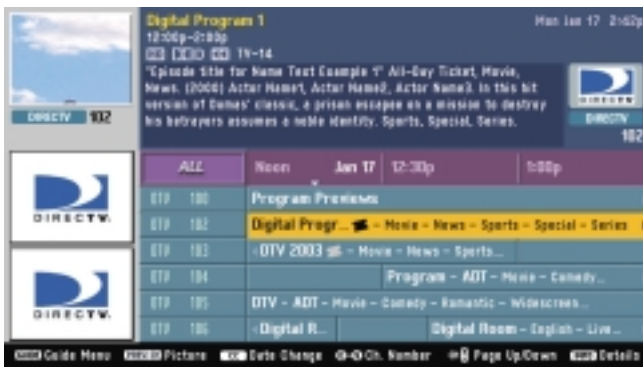 Digital Program 1
Mon Jan 17 2:42p
12:00p-2:00p
TV-14
"Episode title for Name Text Example 1" All-Day Ticket, Movie,
News. (2000) Actor Name1, Actor Name2, Actor Name3. In this hit
version of Dumas' classic, a prison escapee on a mission to destroy
his betrayers assumes a noble identity. Sports, Special, Series.
DIRECTV
DIRECTV 102
DIRECTV
102
ALL Noon Jan 17 12:30p 1:00p
DIRECTV
DTV 100 Program Previews
DTV 102 Digital Progr... - Movie - News - Sports - Special - Series
DTV 103 DTV 2003 - Movie - News - Sports...
DIRECTV
DTV 104 Program - ADT - Movie - Comedy...
DTV 105 DTV - ADT - Movie - Comedy - Romantic - Widescreen...
DTV 106 Digital R... Digital Room - English - Live...
GUIDE Guide Menu Picture Date Change Ch. Number Page Up/Down Details